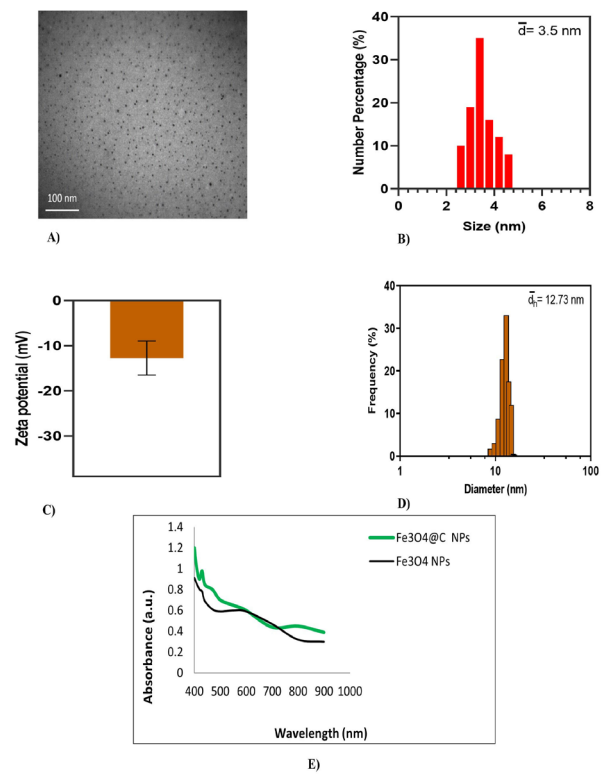 100 nm
A)
Number Percentage (%)
40
30
20
10
0
d̄= 3.5 nm
0 2 4 6 8
Size (nm)
B)
Zeta potential (mV)
0
-10
-20
-30
C)
Frequency (%)
40
30
20
10
0
d̄h= 12.73 nm
1 10 100
Diameter (nm)
D)
Absorbance (a.u.)
1.4
1.2
1
0.8
0.6
0.4
0.2
0
Fe3O4@C NPs
Fe3O4 NPs
400 500 600 700 800 900 1000
Wavelength (nm)
E)